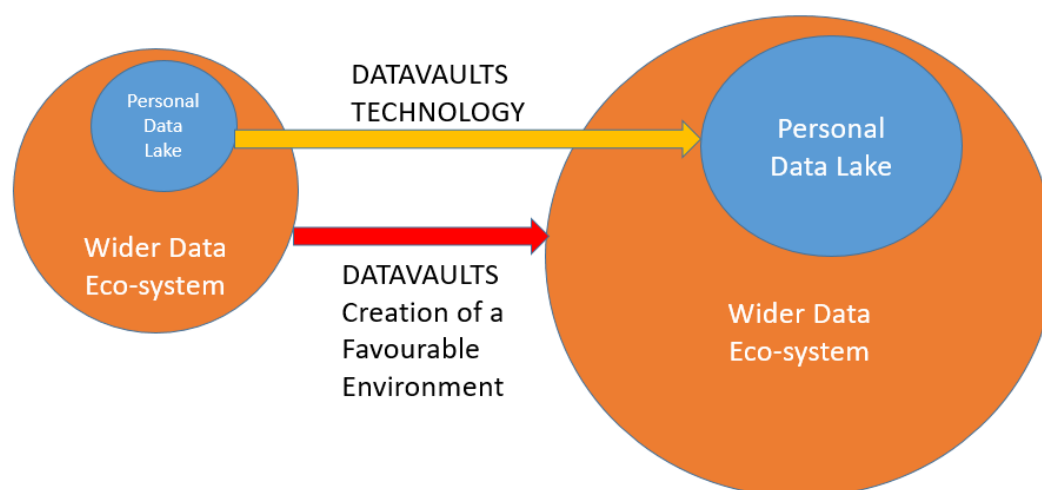 Personal
Data
Lake
Wider Data
Eco-system
DATAVAULTS
TECHNOLOGY
DATAVAULTS
Creation of a
Favourable
Environment
Personal
Data Lake
Wider Data
Eco-system